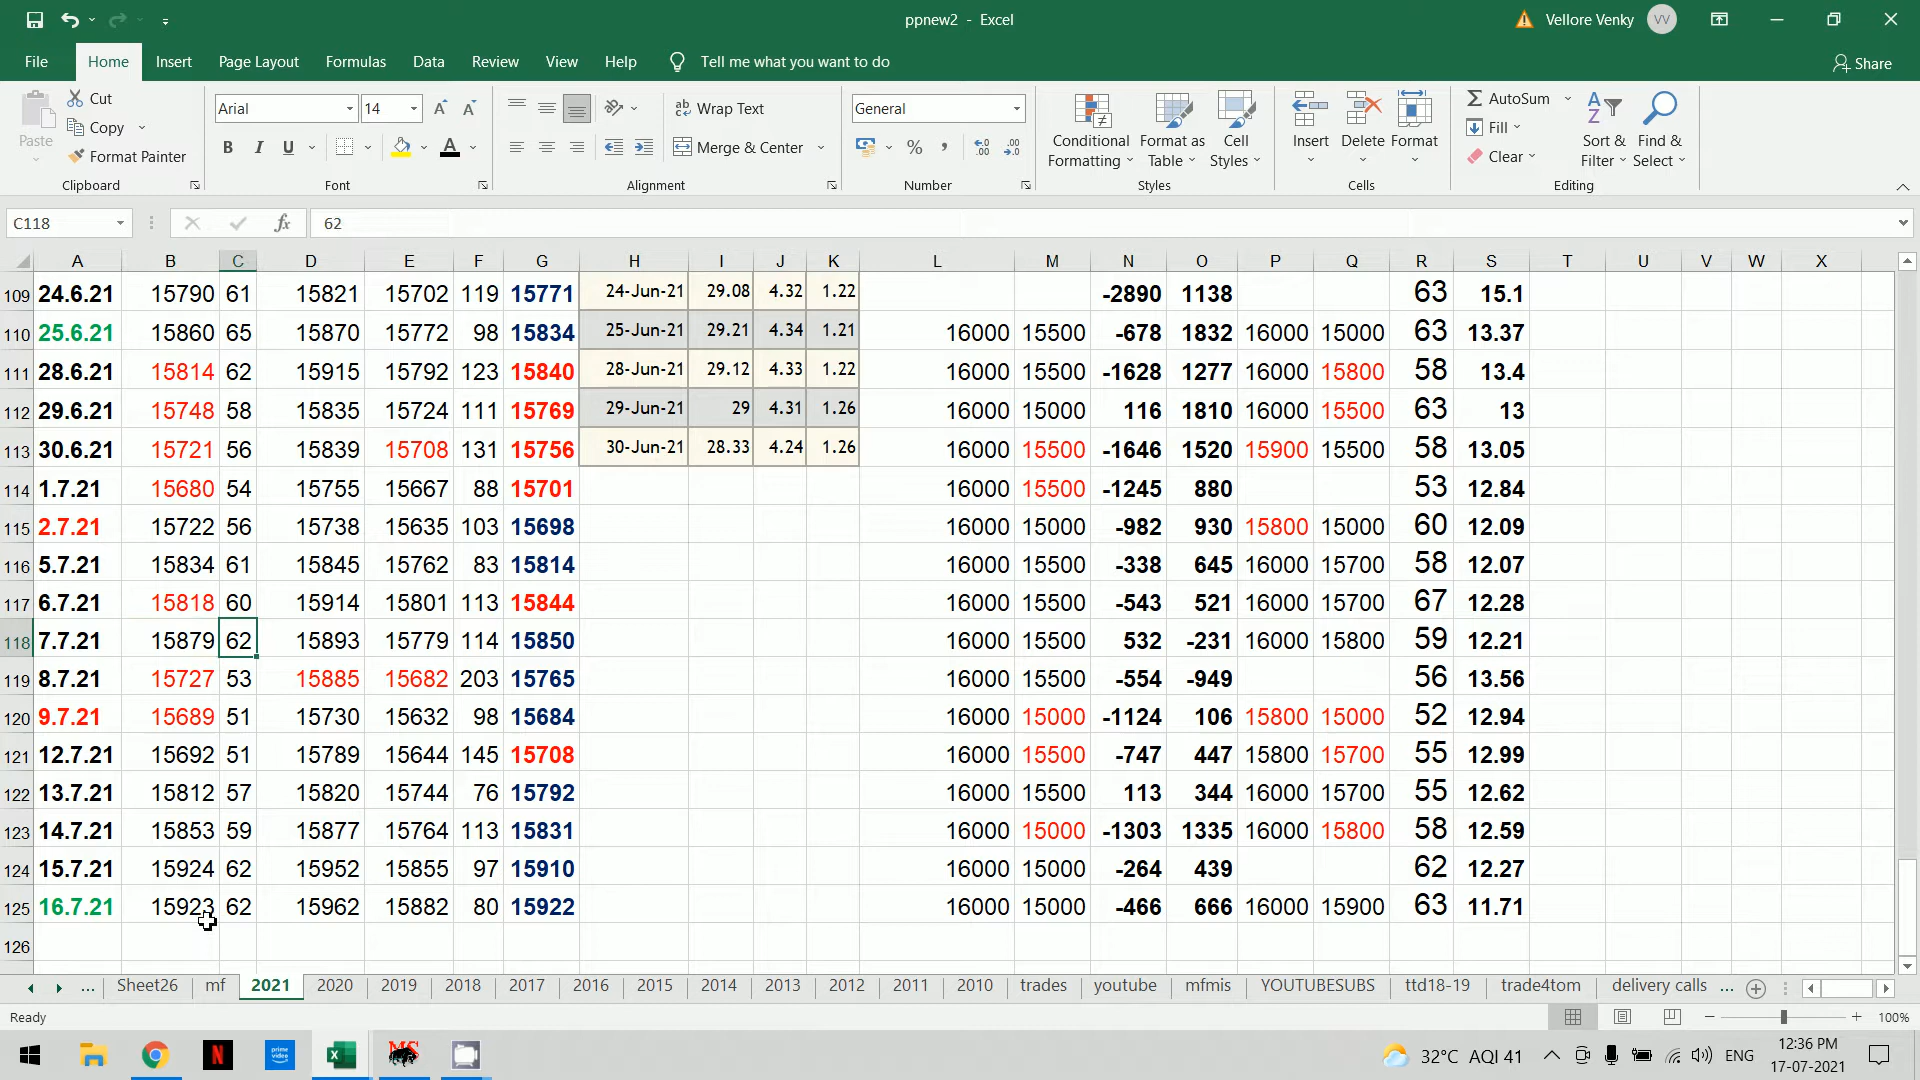 ppnew2 - Excel
Vellore Venky VV
File Home Insert Page Layout Formulas Data Review View Help Tell me what you want to do Share
Cut
Copy
Format Painter
Paste
Clipboard
Arial 14
B I U A
Font
Wrap Text
Merge & Center
Alignment
General
Number
Conditional Formatting
Format as Table
Cell Styles
Styles
Insert Delete Format
Cells
AutoSum
Fill
Clear
Sort & Filter
Find & Select
Editing
C118 fx 62
A B C D E F G H I J K L M N O P Q R S T U V W X
109 24.6.21 15790 61 15821 15702 119 15771 24-Jun-21 29.08 4.32 1.22 -2890 1138 63 15.1
110 25.6.21 15860 65 15870 15772 98 15834 25-Jun-21 29.21 4.34 1.21 16000 15500 -678 1832 16000 15000 63 13.37
111 28.6.21 15814 62 15915 15792 123 15840 28-Jun-21 29.12 4.33 1.22 16000 15500 -1628 1277 16000 15800 58 13.4
112 29.6.21 15748 58 15835 15724 111 15769 29-Jun-21 29 4.31 1.26 16000 15000 116 1810 16000 15500 63 13
113 30.6.21 15721 56 15839 15708 131 15756 30-Jun-21 28.33 4.24 1.26 16000 15500 -1646 1520 15900 15500 58 13.05
114 1.7.21 15680 54 15755 15667 88 15701 16000 15500 -1245 880 53 12.84
115 2.7.21 15722 56 15738 15635 103 15698 16000 15000 -982 930 15800 15000 60 12.09
116 5.7.21 15834 61 15845 15762 83 15814 16000 15500 -338 645 16000 15700 58 12.07
117 6.7.21 15818 60 15914 15801 113 15844 16000 15500 -543 521 16000 15700 67 12.28
118 7.7.21 15879 62 15893 15779 114 15850 16000 15500 532 -231 16000 15800 59 12.21
119 8.7.21 15727 53 15885 15682 203 15765 16000 15500 -554 -949 56 13.56
120 9.7.21 15689 51 15730 15632 98 15684 16000 15000 -1124 106 15800 15000 52 12.94
121 12.7.21 15692 51 15789 15644 145 15708 16000 15500 -747 447 15800 15700 55 12.99
122 13.7.21 15812 57 15820 15744 76 15792 16000 15500 113 344 16000 15700 55 12.62
123 14.7.21 15853 59 15877 15764 113 15831 16000 15000 -1303 1335 16000 15800 58 12.59
124 15.7.21 15924 62 15952 15855 97 15910 16000 15000 -264 439 62 12.27
125 16.7.21 15923 62 15962 15882 80 15922 16000 15000 -466 666 16000 15900 63 11.71
126
... Sheet26 mf 2021 2020 2019 2018 2017 2016 2015 2014 2013 2012 2011 2010 trades youtube mfmis YOUTUBESUBS ttd18-19 trade4tom delivery calls ...
Ready 100%
32°C AQI 41 ENG 12:36 PM
17-07-2021